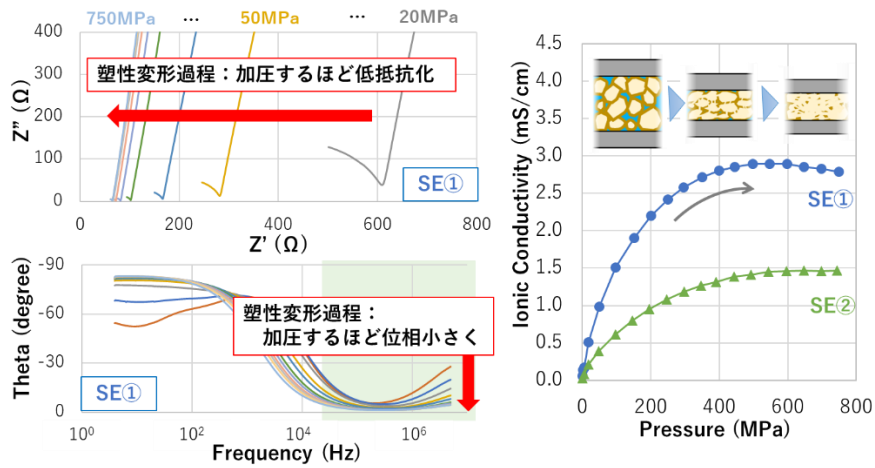 750MPa ... 50MPa ... 20MPa
400
300
200
100
0
Z" (Ω)
塑性変形過程：加圧するほど低抵抗化
SE①
0 200 400 600 800
Z' (Ω)
-90
-60
-30
0
Theta (degree)
塑性変形過程：
加圧するほど位相小さく
SE①
10⁰ 10² 10⁴ 10⁶
Frequency (Hz)
4.5
4.0
3.5
3.0
2.5
2.0
1.5
1.0
0.5
0.0
Ionic Conductivity (mS/cm)
SE①
SE②
0 200 400 600 800
Pressure (MPa)